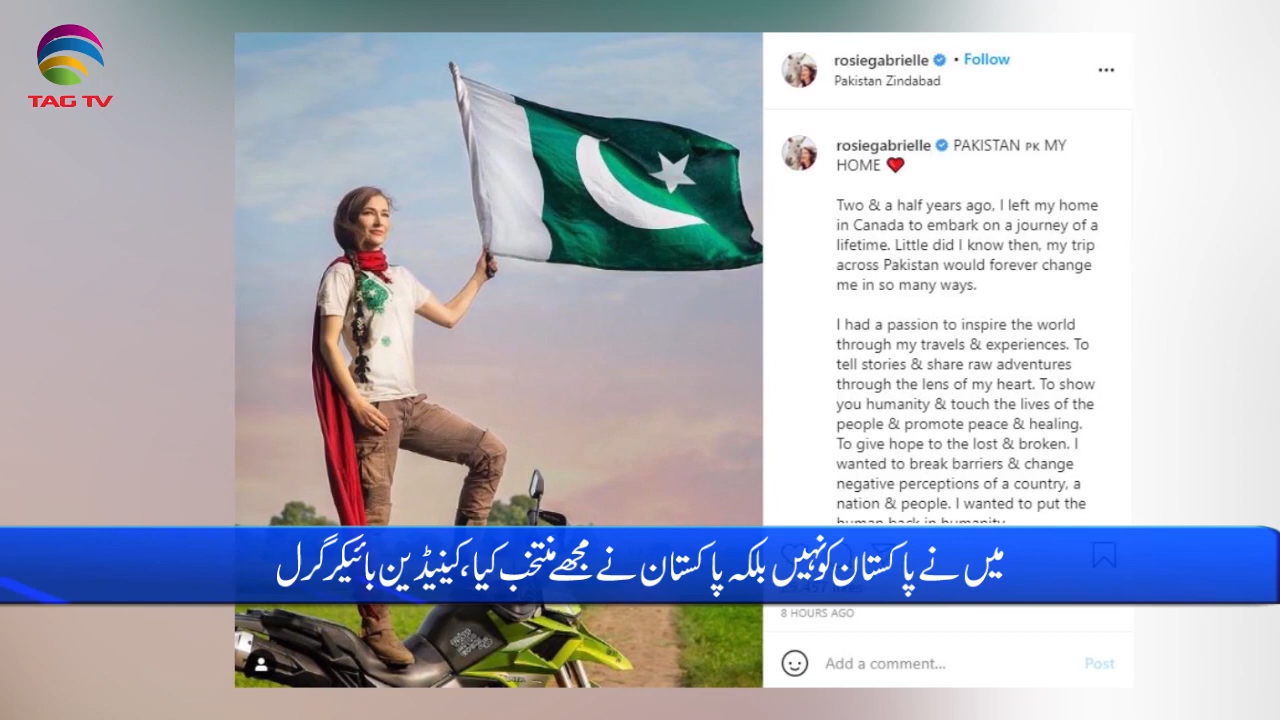 TAG TV
rosiegabrielle • Follow
Pakistan Zindabad
rosiegabrielle PAKISTAN PK MY
HOME ❤️
Two & a half years ago, I left my home
in Canada to embark on a journey of a
lifetime. Little did I know then, my trip
across Pakistan would forever change
me in so many ways.
I had a passion to inspire the world
through my travels & experiences. To
tell stories & share raw adventures
through the lens of my heart. To show
you humanity & touch the lives of the
people & promote peace & healing.
To give hope to the lost & broken. I
wanted to break barriers & change
negative perceptions of a country, a
nation & people. I wanted to put the
human back in humanity
میں نے پاکستان کو نہیں بلکہ پاکستان نے مجھے منتخب کیا، کینیڈین بائیکر گرل
8 HOURS AGO
Add a comment... Post